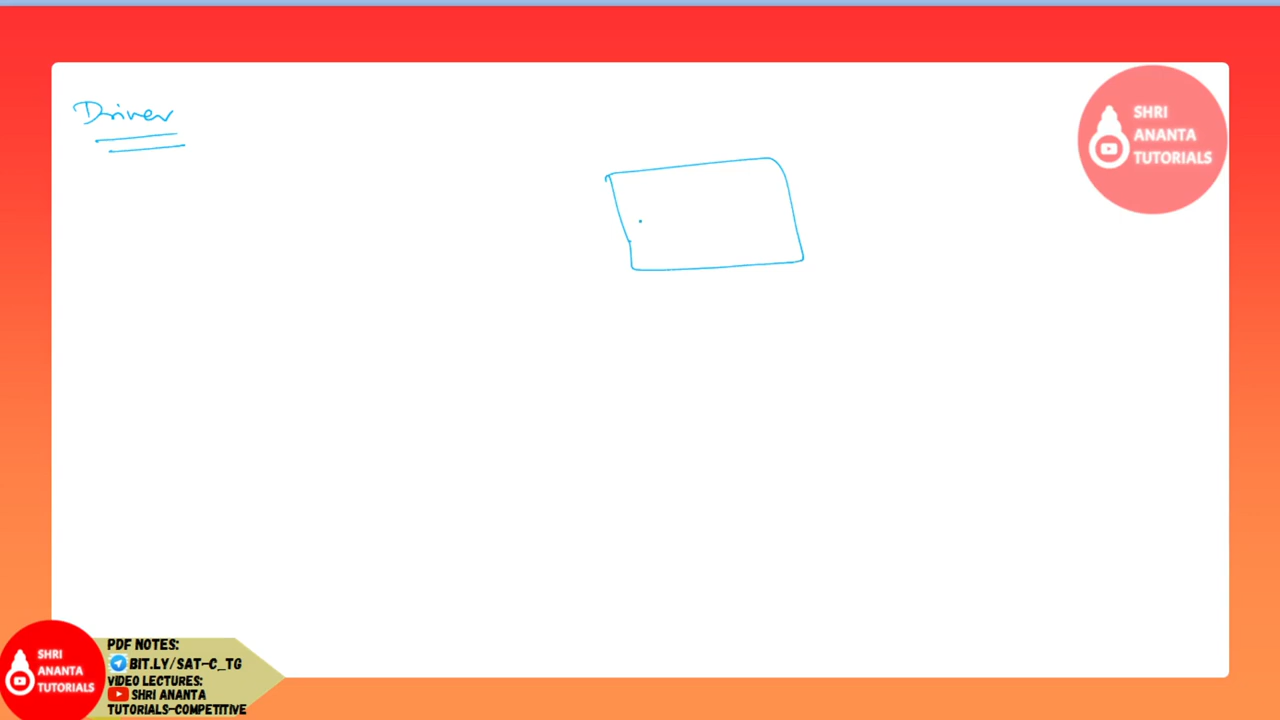 Driver
SHRI
ANANTA
TUTORIALS
SHRI
ANANTA
TUTORIALS
PDF NOTES:
BIT.LY/SAT-C_TG
VIDEO LECTURES:
SHRI ANANTA
TUTORIALS-COMPETITIVE